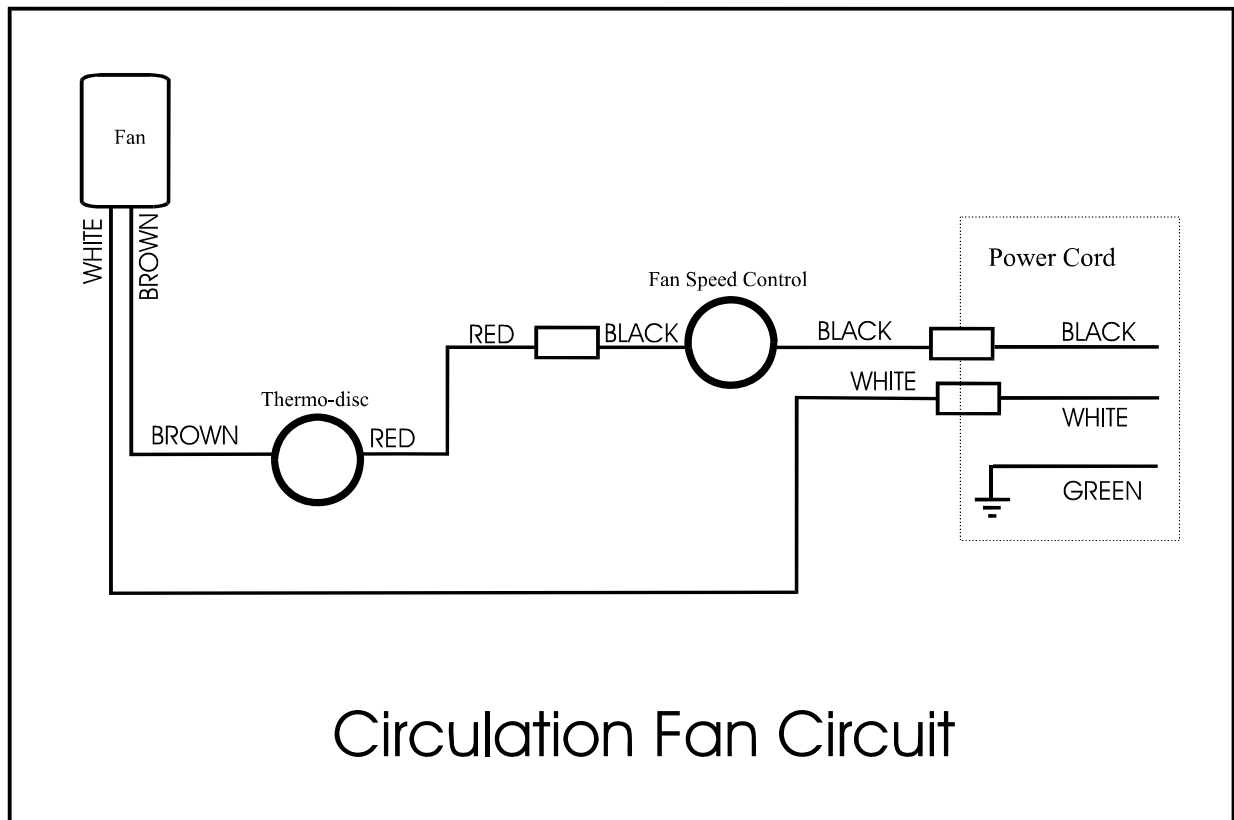 Fan
WHITE
BROWN
Power Cord
Fan Speed Control
RED
BLACK
BLACK
BLACK
WHITE
Thermo-disc
WHITE
BROWN
RED
GREEN
Circulation Fan Circuit